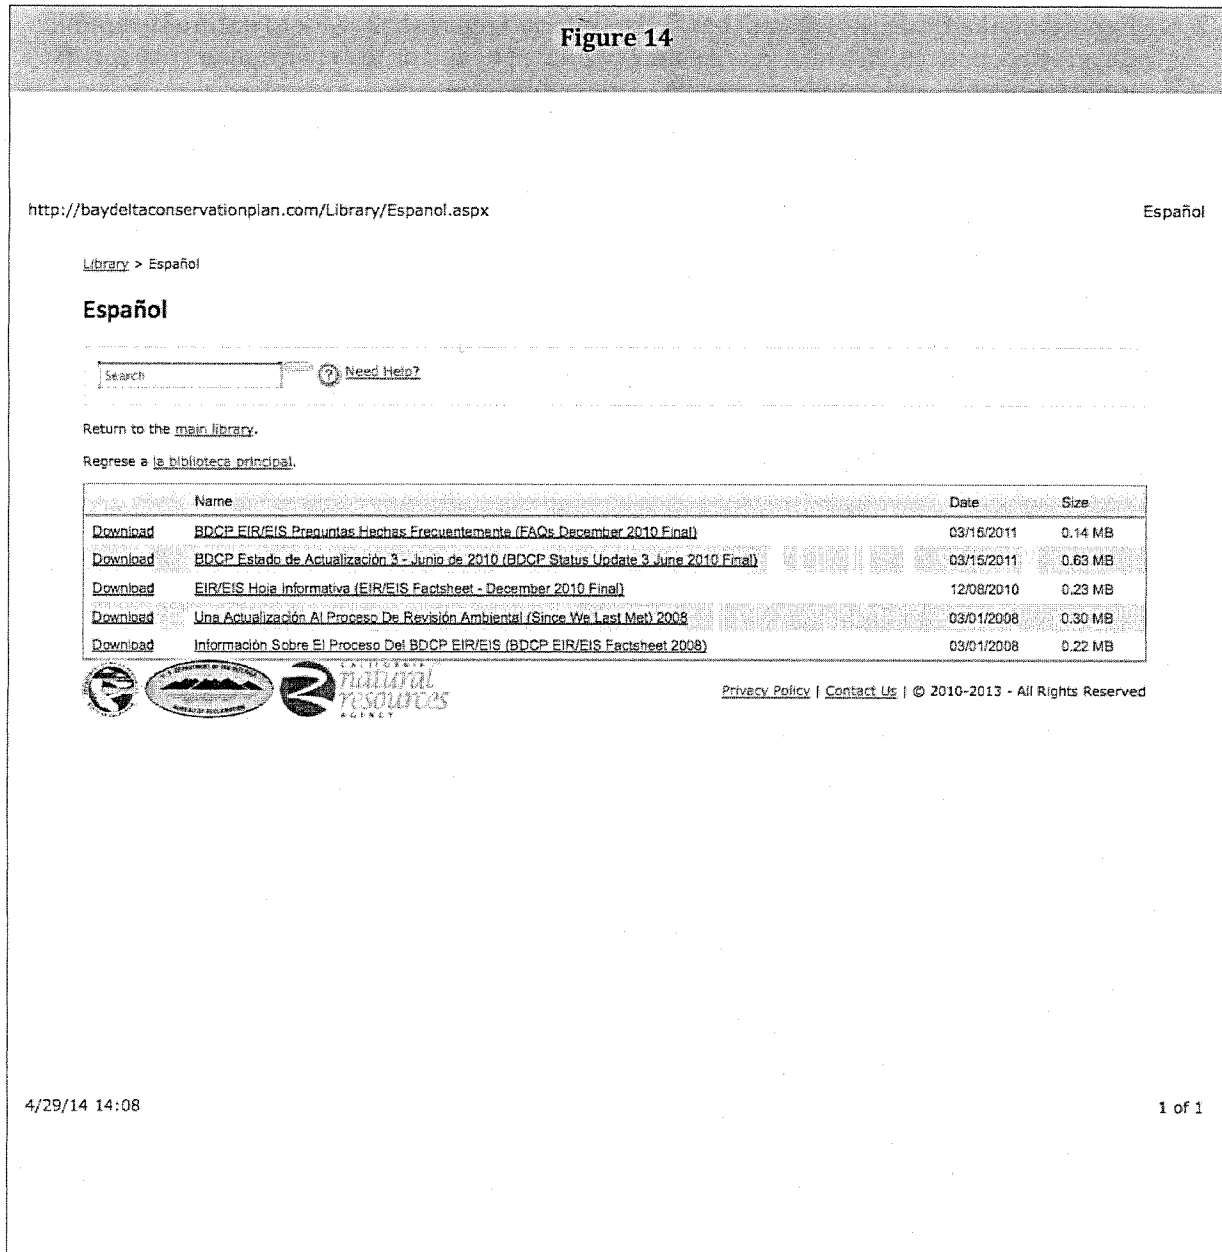 Figure 14
http://baydeltaconservationplan.com/Library/Espanol.aspx Español
Library > Español
Español
Search Need Help?
Return to the main library.
Regrese a la biblioteca principal.
Name Date Size
Download BDCP EIR/EIS Preguntas Hechas Frecuentemente (FAQs December 2010 Final) 03/15/2011 0.14 MB
Download BDCP Estado de Actualización 3 - Junio de 2010 (BDCP Status Update 3 June 2010 Final) 03/15/2011 0.63 MB
Download EIR/EIS Hoja Informativa (EIR/EIS Factsheet - December 2010 Final) 12/08/2010 0.23 MB
Download Una Actualización Al Proceso De Revisión Ambiental (Since We Last Met) 2008 03/01/2008 0.30 MB
Download Información Sobre El Proceso Del BDCP EIR/EIS (BDCP EIR/EIS Factsheet 2008) 03/01/2008 0.22 MB
CALIFORNIA
natural
resources
AGENCY
Privacy Policy | Contact Us | © 2010-2013 - All Rights Reserved
4/29/14 14:08 1 of 1